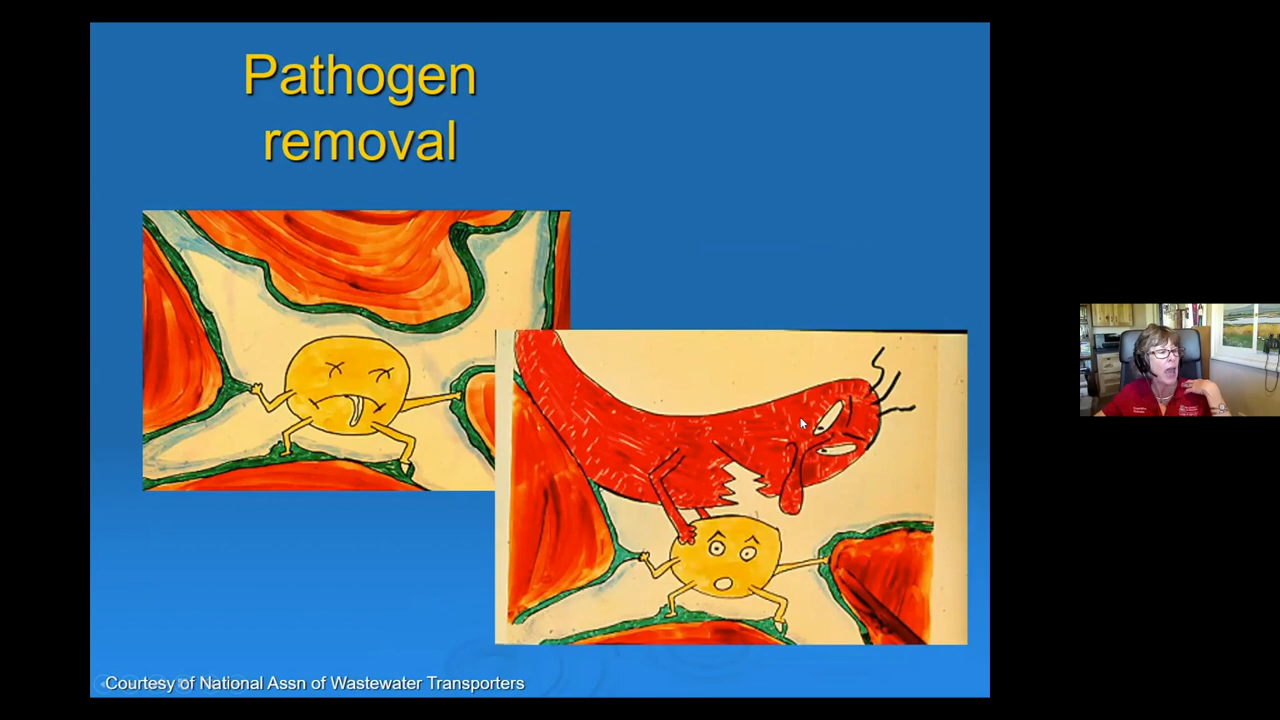 Pathogen
removal
Courtesy of National Assn of Wastewater Transporters